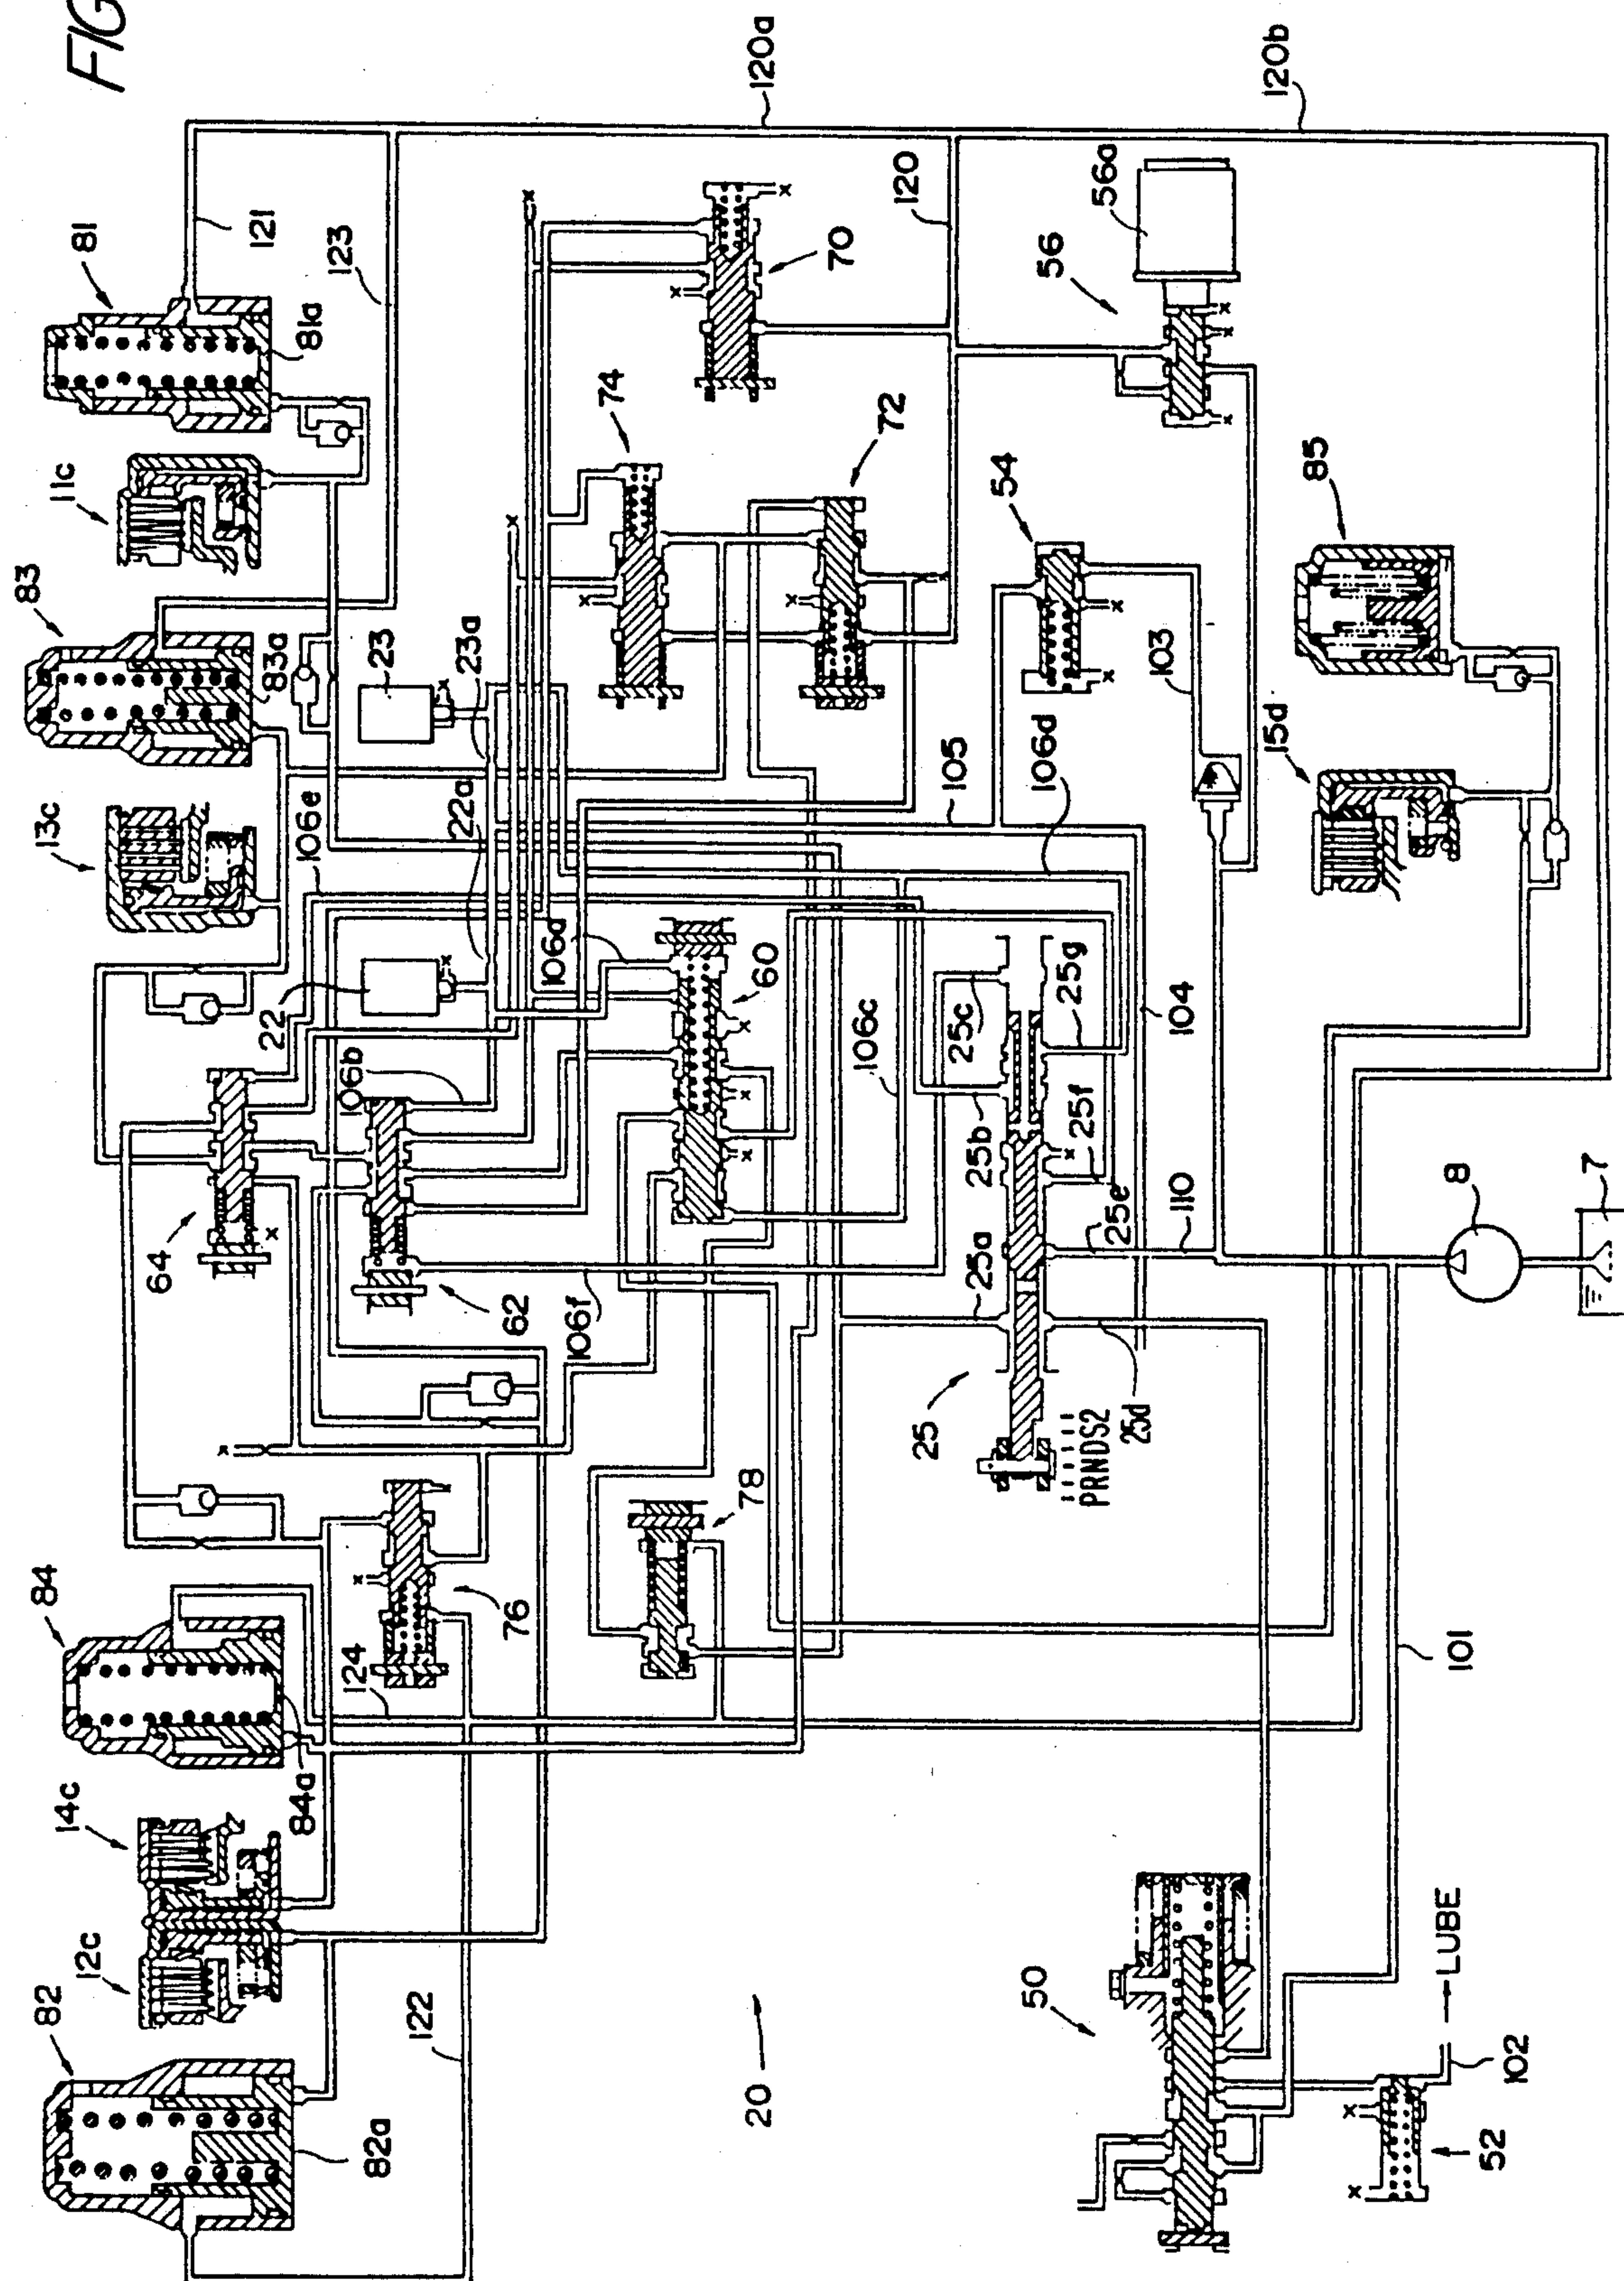 FIG
120a
120b
81
121
81a
123
11c
83
83a
13c
106e
23
23a
22a
74
70
72
120
56
56a
54
103
105
106d
85
15d
22
106a
106b
60
106c
64
62
106f
25c
25g
104
25b
25f
25a
25e
110
25
PRNDS2
25d
8
7
84
124
84a
76
78
101
14c
12c
82
82a
122
20
50
LUBE
102
52